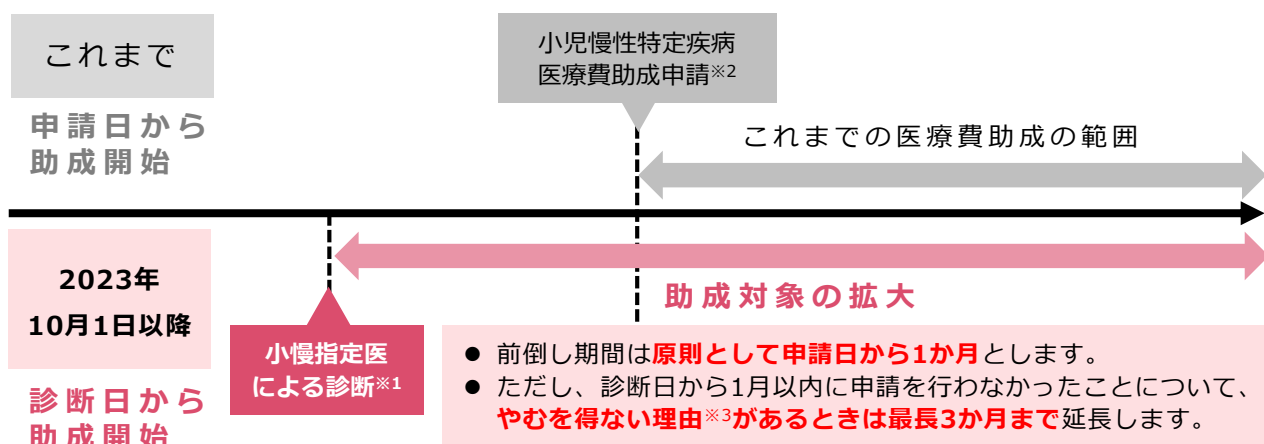 これまで
申請日から
助成開始
小児慢性特定疾病
医療費助成申請※2
これまでの医療費助成の範囲
2023年
10月1日以降
診断日から
助成開始
小慢指定医
による診断※1
助成対象の拡大
● 前倒し期間は原則として申請日から1か月とします。
● ただし、診断日から1月以内に申請を行わなかったことについて、
やむを得ない理由※3があるときは最長3か月まで延長します。